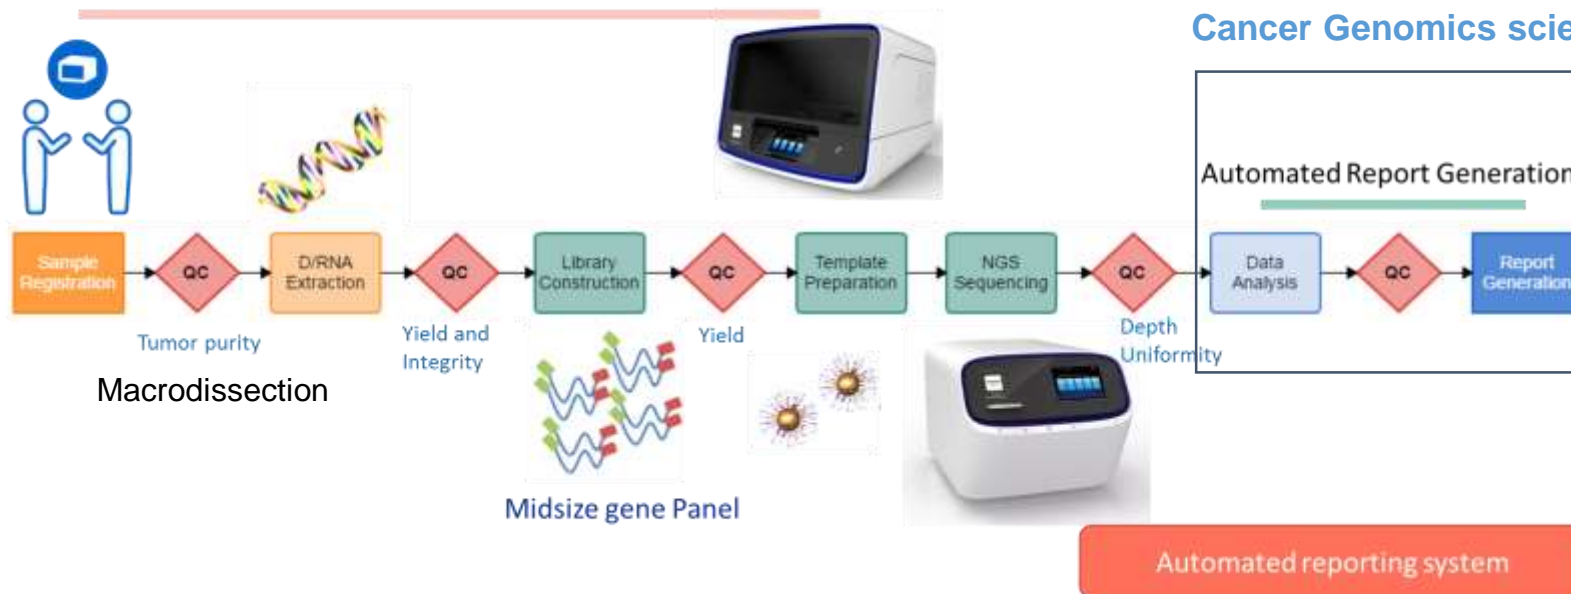 Cancer Genomics scie
Automated Report Generation
Sample
Registration
QC
D/RNA
Extraction
QC
Library
Construction
QC
Template
Preparation
NGS
Sequencing
QC
Data
Analysis
QC
Report
Generation
Tumor purity
Yield and
Integrity
Yield
Depth
Uniformity
Macrodissection
Midsize gene Panel
Automated reporting system